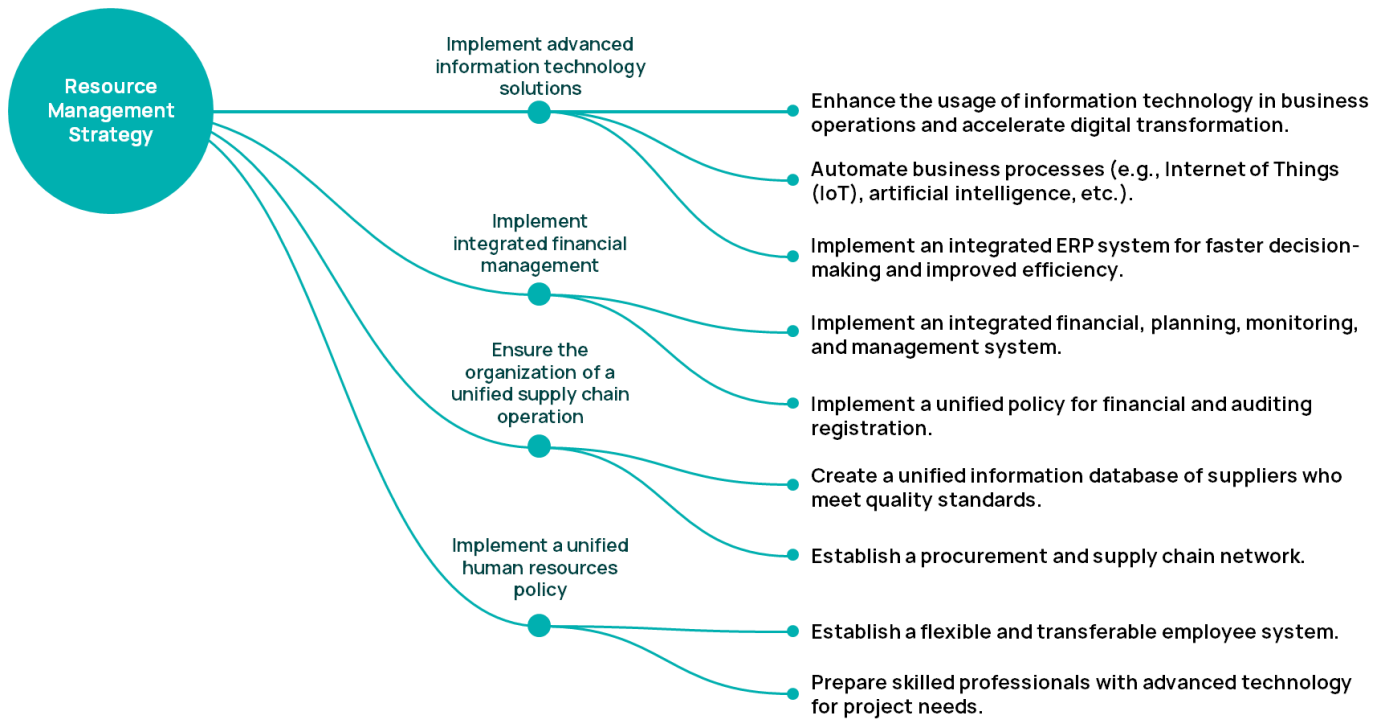 Resource
Management
Strategy
Implement advanced
information technology
solutions
Enhance the usage of information technology in business
operations and accelerate digital transformation.
Automate business processes (e.g., Internet of Things
(IoT), artificial intelligence, etc.).
Implement an integrated ERP system for faster decision-
making and improved efficiency.
Implement
integrated financial
management
Implement an integrated financial, planning, monitoring,
and management system.
Implement a unified policy for financial and auditing
registration.
Ensure the
organization of a
unified supply chain
operation
Create a unified information database of suppliers who
meet quality standards.
Establish a procurement and supply chain network.
Implement a unified
human resources
policy
Establish a flexible and transferable employee system.
Prepare skilled professionals with advanced technology
for project needs.